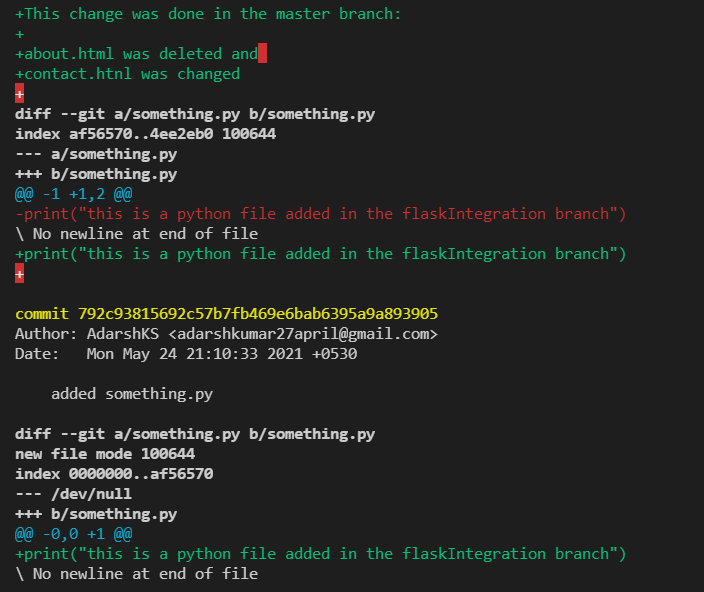 +This change was done in the master branch:
+
+about.html was deleted and
+contact.htnl was changed
+
diff --git a/something.py b/something.py
index af56570..4ee2eb0 100644
--- a/something.py
+++ b/something.py
@@ -1 +1,2 @@
-print("this is a python file added in the flaskIntegration branch")
\ No newline at end of file
+print("this is a python file added in the flaskIntegration branch")
+
commit 792c93815692c57b7fb469e6bab6395a9a893905
Author: AdarshKS <adarshkumar27april@gmail.com>
Date:   Mon May 24 21:10:33 2021 +0530
    added something.py
diff --git a/something.py b/something.py
new file mode 100644
index 0000000..af56570
--- /dev/null
+++ b/something.py
@@ -0,0 +1 @@
+print("this is a python file added in the flaskIntegration branch")
\ No newline at end of file